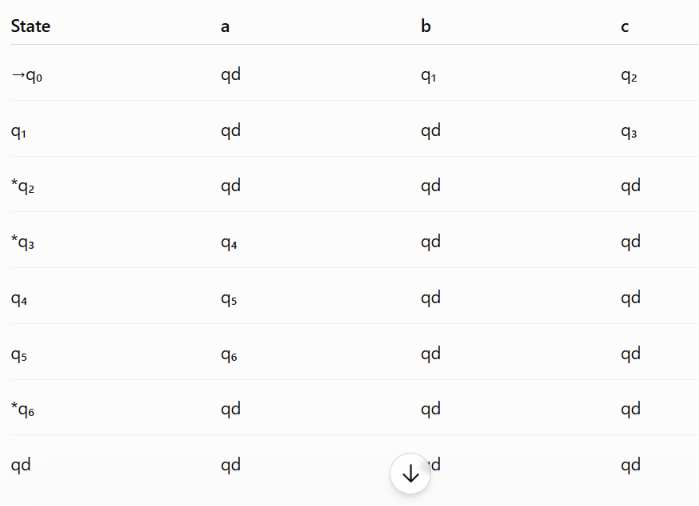 State a b c
→q₀ qd q₁ q₂
q₁ qd qd q₃
*q₂ qd qd qd
*q₃ q₄ qd qd
q₄ q₅ qd qd
q₅ q₆ qd qd
*q₆ qd qd qd
qd qd qd